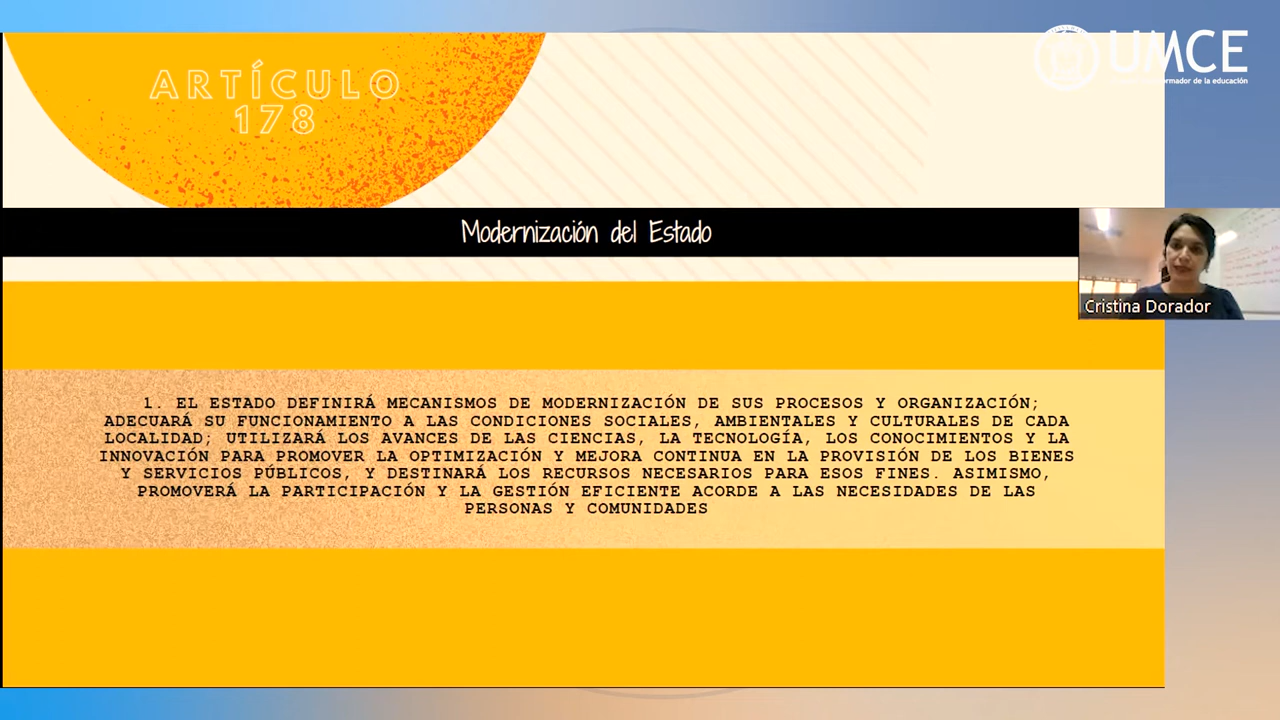 ARTÍCULO
178
UMCE
ormador de la educación
Modernización del Estado
Cristina Dorador
1. EL ESTADO DEFINIRÁ MECANISMOS DE MODERNIZACIÓN DE SUS PROCESOS Y ORGANIZACIÓN;
ADECUARÁ SU FUNCIONAMIENTO A LAS CONDICIONES SOCIALES, AMBIENTALES Y CULTURALES DE CADA
LOCALIDAD; UTILIZARÁ LOS AVANCES DE LAS CIENCIAS, LA TECNOLOGÍA, LOS CONOCIMIENTOS Y LA
INNOVACIÓN PARA PROMOVER LA OPTIMIZACIÓN Y MEJORA CONTINUA EN LA PROVISIÓN DE LOS BIENES
Y SERVICIOS PÚBLICOS, Y DESTINARÁ LOS RECURSOS NECESARIOS PARA ESOS FINES. ASIMISMO,
PROMOVERÁ LA PARTICIPACIÓN Y LA GESTIÓN EFICIENTE ACORDE A LAS NECESIDADES DE LAS
PERSONAS Y COMUNIDADES